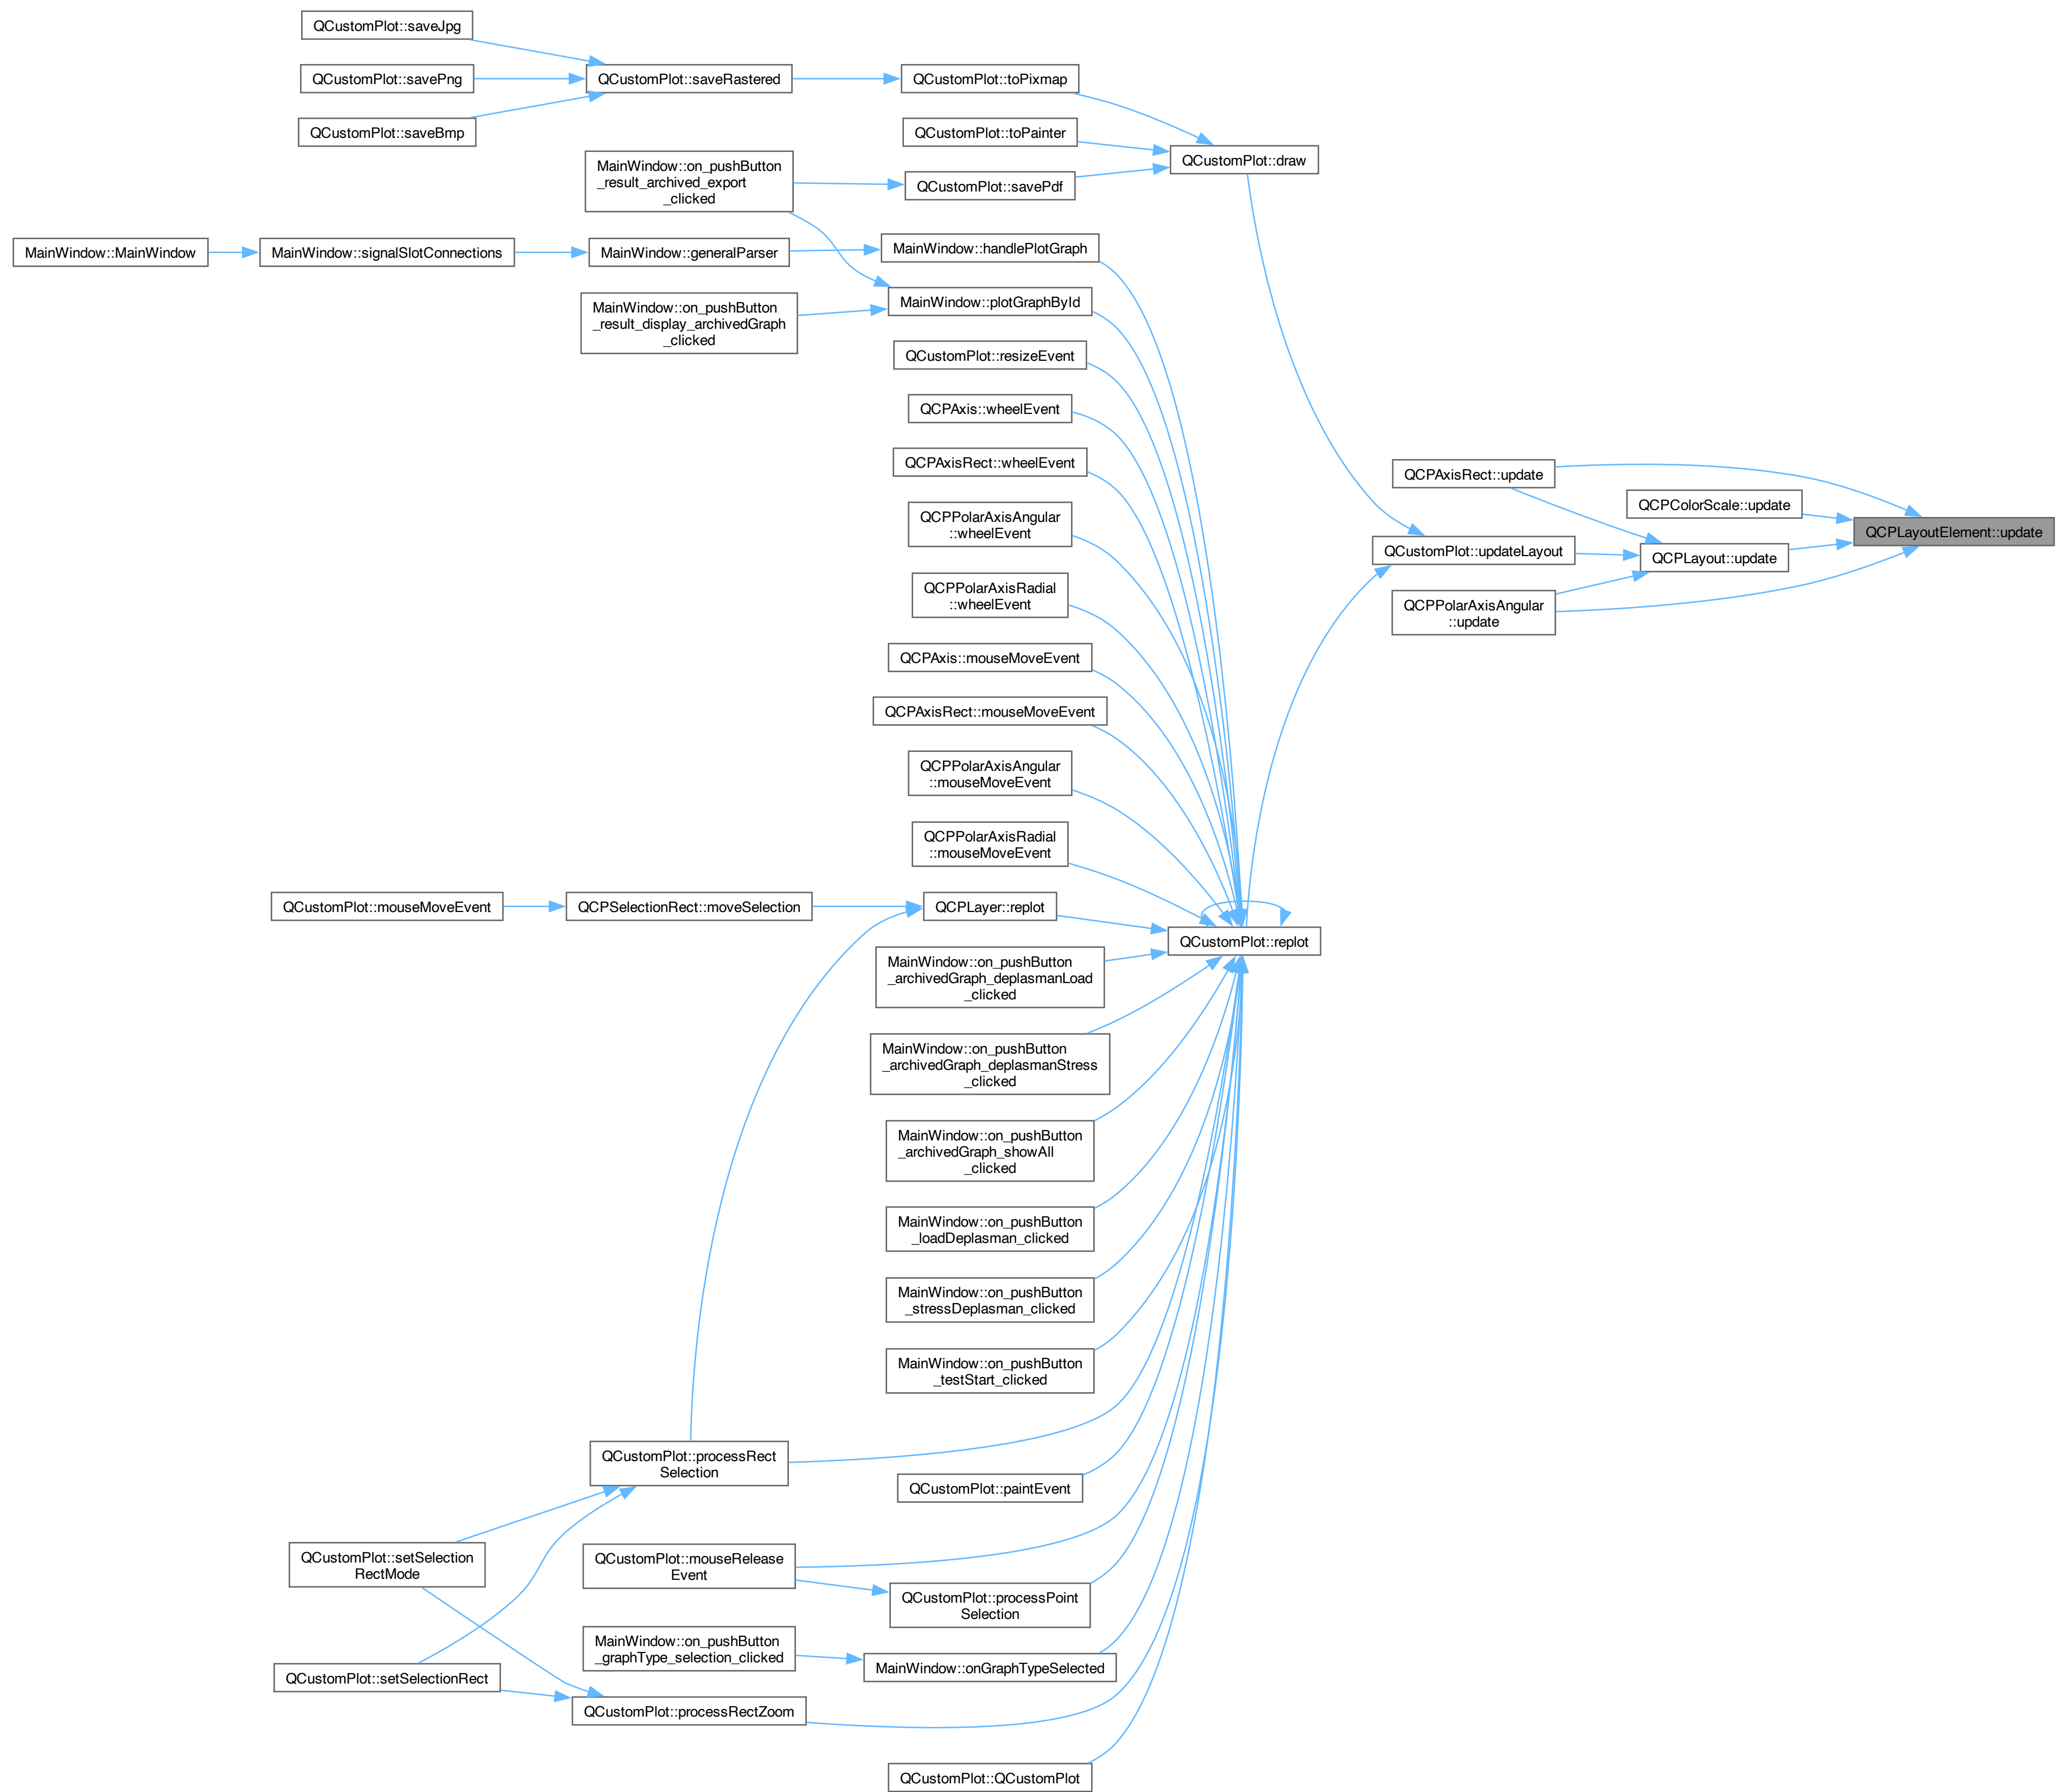 QCustomPlot::saveJpg
QCustomPlot::savePng
QCustomPlot::saveBmp
QCustomPlot::saveRastered
QCustomPlot::toPixmap
QCustomPlot::toPainter
QCustomPlot::savePdf
QCustomPlot::draw
MainWindow::on_pushButton
_result_archived_export
_clicked
MainWindow::MainWindow
MainWindow::signalSlotConnections
MainWindow::generalParser
MainWindow::handlePlotGraph
MainWindow::plotGraphById
MainWindow::on_pushButton
_result_display_archivedGraph
_clicked
QCustomPlot::resizeEvent
QCPAxis::wheelEvent
QCPAxisRect::wheelEvent
QCPPolarAxisAngular
::wheelEvent
QCPPolarAxisRadial
::wheelEvent
QCPAxis::mouseMoveEvent
QCPAxisRect::mouseMoveEvent
QCPPolarAxisAngular
::mouseMoveEvent
QCPPolarAxisRadial
::mouseMoveEvent
QCPAxisRect::update
QCPColorScale::update
QCPLayoutElement::update
QCustomPlot::updateLayout
QCPLayout::update
QCPPolarAxisAngular
::update
QCustomPlot::mouseMoveEvent
QCPSelectionRect::moveSelection
QCPLayer::replot
QCustomPlot::replot
MainWindow::on_pushButton
_archivedGraph_deplasmanLoad
_clicked
MainWindow::on_pushButton
_archivedGraph_deplasmanStress
_clicked
MainWindow::on_pushButton
_archivedGraph_showAll
_clicked
MainWindow::on_pushButton
_loadDeplasman_clicked
MainWindow::on_pushButton
_stressDeplasman_clicked
MainWindow::on_pushButton
_testStart_clicked
QCustomPlot::processRect
Selection
QCustomPlot::paintEvent
QCustomPlot::setSelection
RectMode
QCustomPlot::mouseRelease
Event
QCustomPlot::processPoint
Selection
MainWindow::on_pushButton
_graphType_selection_clicked
MainWindow::onGraphTypeSelected
QCustomPlot::setSelectionRect
QCustomPlot::processRectZoom
QCustomPlot::QCustomPlot